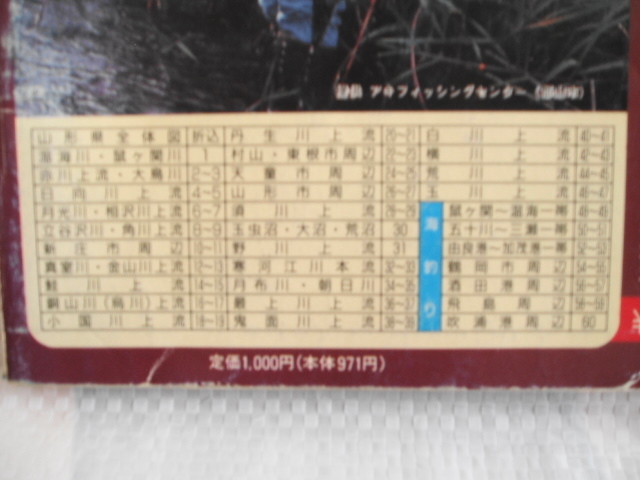 アキフィッシングセンター
山形県全体図 折込
温海川・鼠ヶ関川 1
赤川上流・大鳥川 2〜3
日向川上流 4〜5
月光川・相沢川上流 6〜7
立谷沢川・角川上流 8〜9
新庄市周辺 10〜11
真室川・金山川上流 12〜13
鮭川上流 14〜15
銅山川(烏川)上流 16〜17
小国川上流 18〜19
丹生川上流 20〜21
村山・東根市周辺 22〜23
天童市周辺 24〜25
山形市周辺 26〜27
須川上流 28〜29
玉虫沼・大沼・荒沼 30
野川上流 31
寒河江川本流 32〜33
月布川・朝日川 34〜35
最上川上流 36〜37
鬼面川上流 38〜39
白川上流 40〜41
横川上流 42〜43
荒川上流 44〜45
玉川上流 46〜47
海釣り
鼠ヶ関〜温海一帯 48〜49
五十川〜三瀬一帯 50〜51
由良港〜加茂港一帯 52〜53
鶴岡市周辺 54〜55
酒田港周辺 56〜57
飛島周辺 58〜59
吹浦港周辺 60
定価1,000円(本体971円)